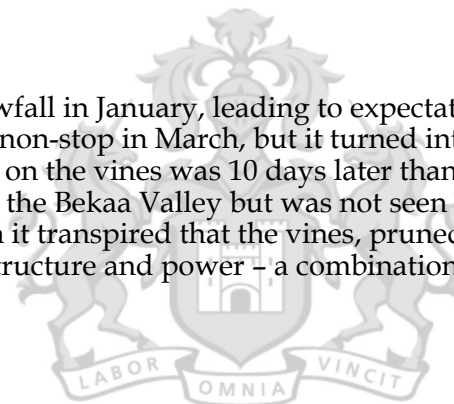 wfall in January, leading to expectat
non-stop in March, but it turned int
on the vines was 10 days later than
the Bekaa Valley but was not seen
it transpired that the vines, pruned
tructure and power – a combination
LABOR OMNIA VINCIT